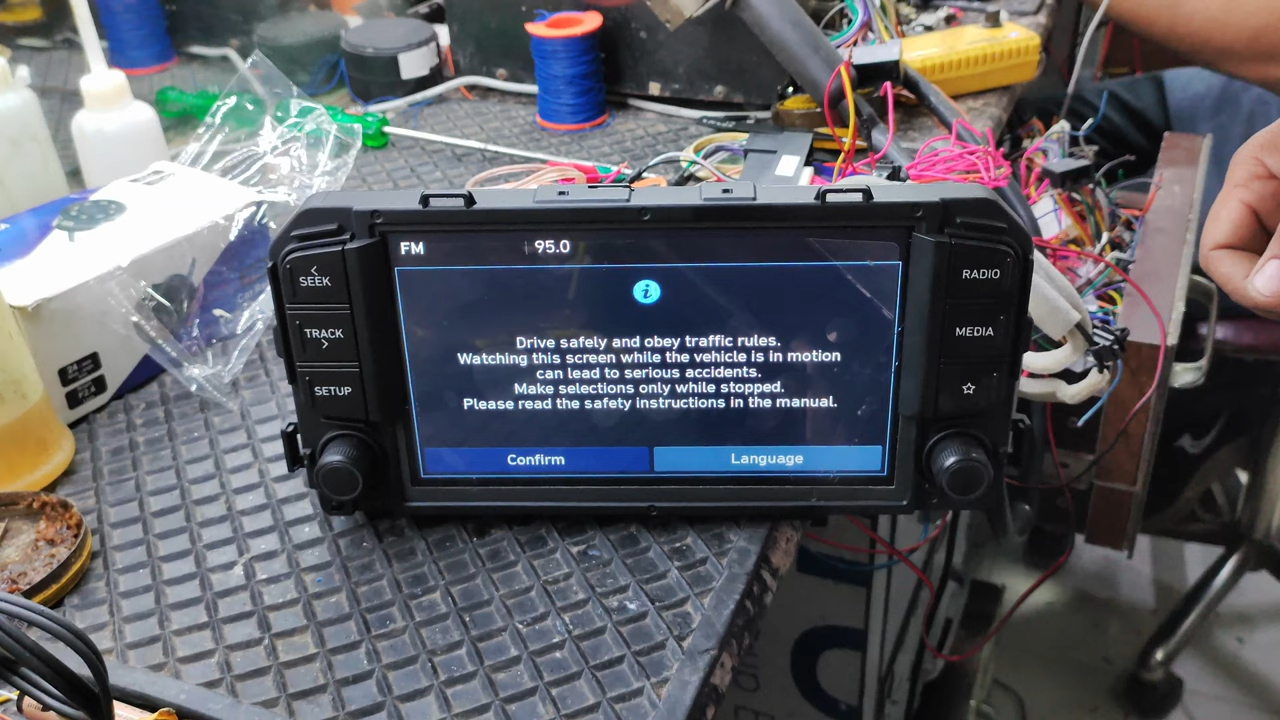 FM 95.0
< SEEK
TRACK >
SETUP
RADIO
MEDIA
Drive safely and obey traffic rules.
Watching this screen while the vehicle is in motion
can lead to serious accidents.
Make selections only while stopped.
Please read the safety instructions in the manual.
Confirm
Language